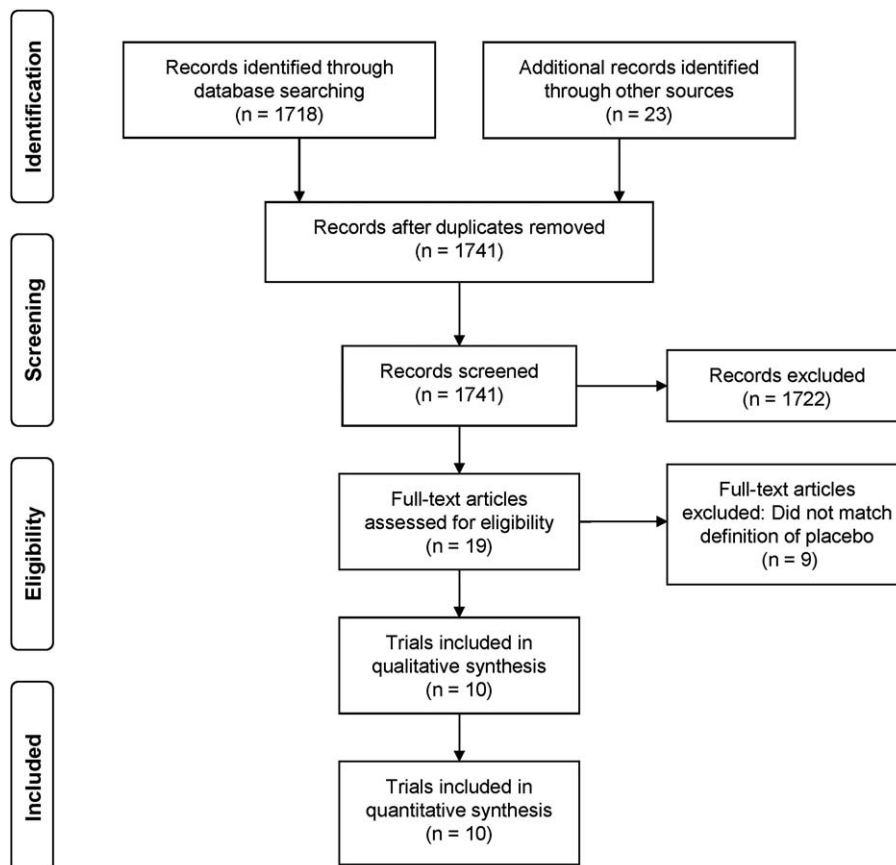 Identification
Records identified through
database searching
(n = 1718)
Additional records identified
through other sources
(n = 23)
Records after duplicates removed
(n = 1741)
Screening
Records screened
(n = 1741)
Records excluded
(n = 1722)
Eligibility
Full-text articles
assessed for eligibility
(n = 19)
Full-text articles
excluded: Did not match
definition of placebo
(n = 9)
Trials included in
qualitative synthesis
(n = 10)
Included
Trials included in
quantitative synthesis
(n = 10)